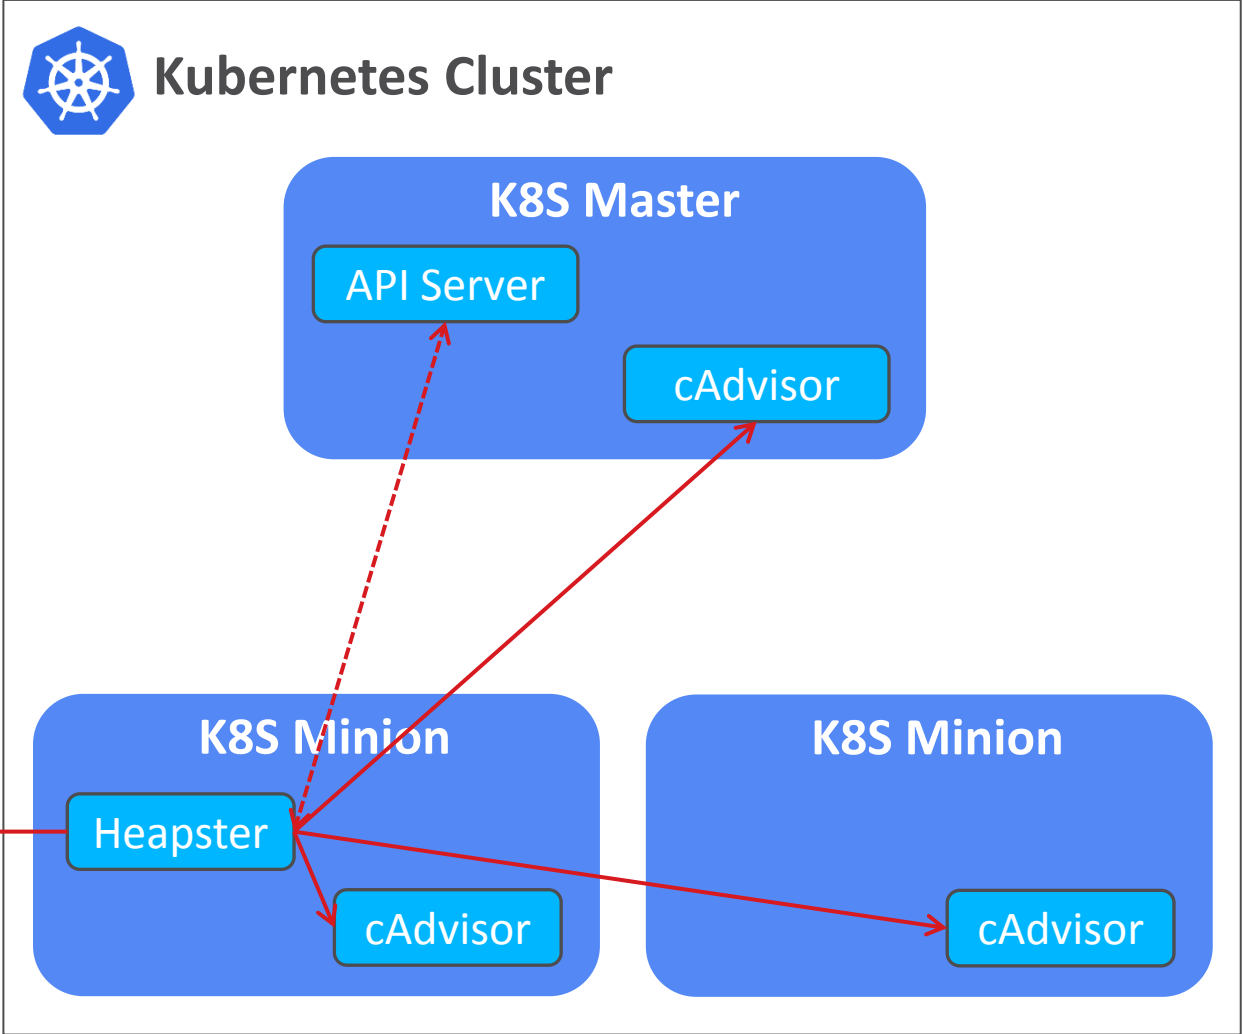 Kubernetes Cluster
K8S Master
API Server
cAdvisor
K8S Minion
Heapster
cAdvisor
K8S Minion
cAdvisor